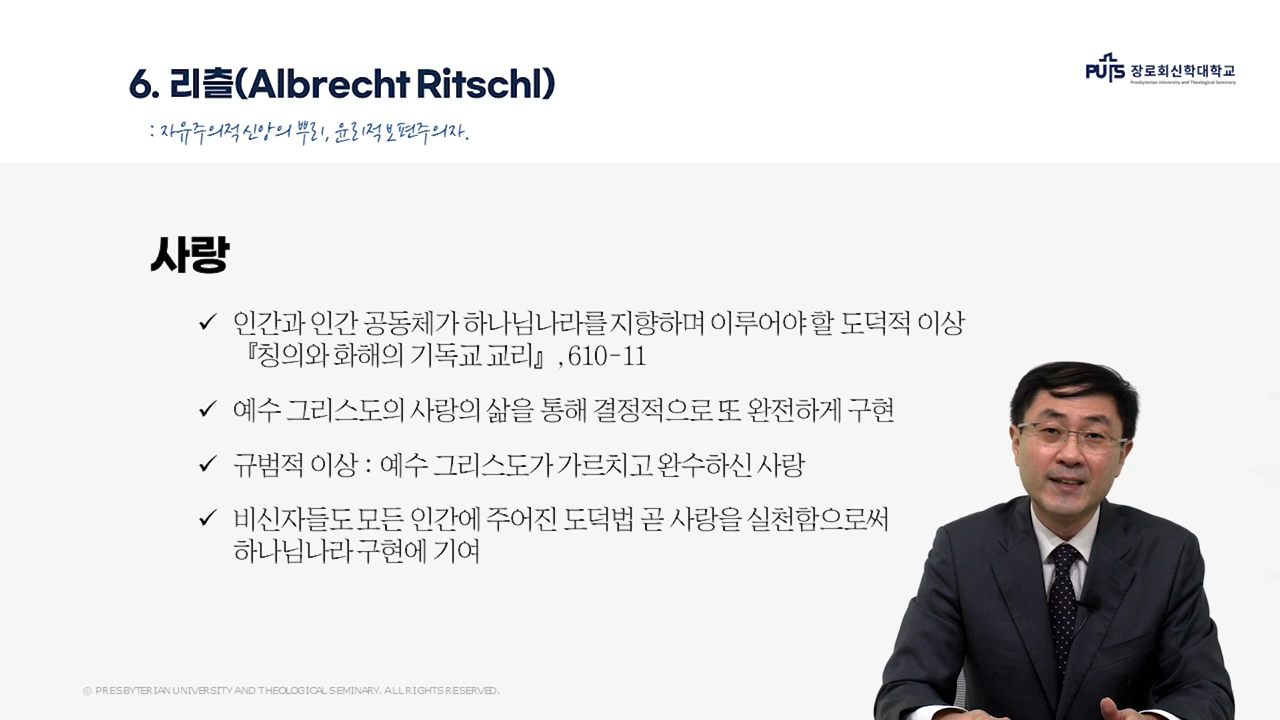 6. 리츨(Albrecht Ritschl)
: 자유주의적 신앙의 뿌리, 윤리적 보편주의자.
PUTS 장로회신학대학교
Presbyterian University and Theological Seminary
사랑
✓ 인간과 인간 공동체가 하나님나라를 지향하며 이루어야 할 도덕적 이상
『칭의와 화해의 기독교 교리』, 610-11
✓ 예수 그리스도의 사랑의 삶을 통해 결정적으로 또 완전하게 구현
✓ 규범적 이상 : 예수 그리스도가 가르치고 완수하신 사랑
✓ 비신자들도 모든 인간에 주어진 도덕법 곧 사랑을 실천함으로써
하나님나라 구현에 기여
© PRESBYTERIAN UNIVERSITY AND THEOLOGICAL SEMINARY. ALL RIGHTS RESERVED.